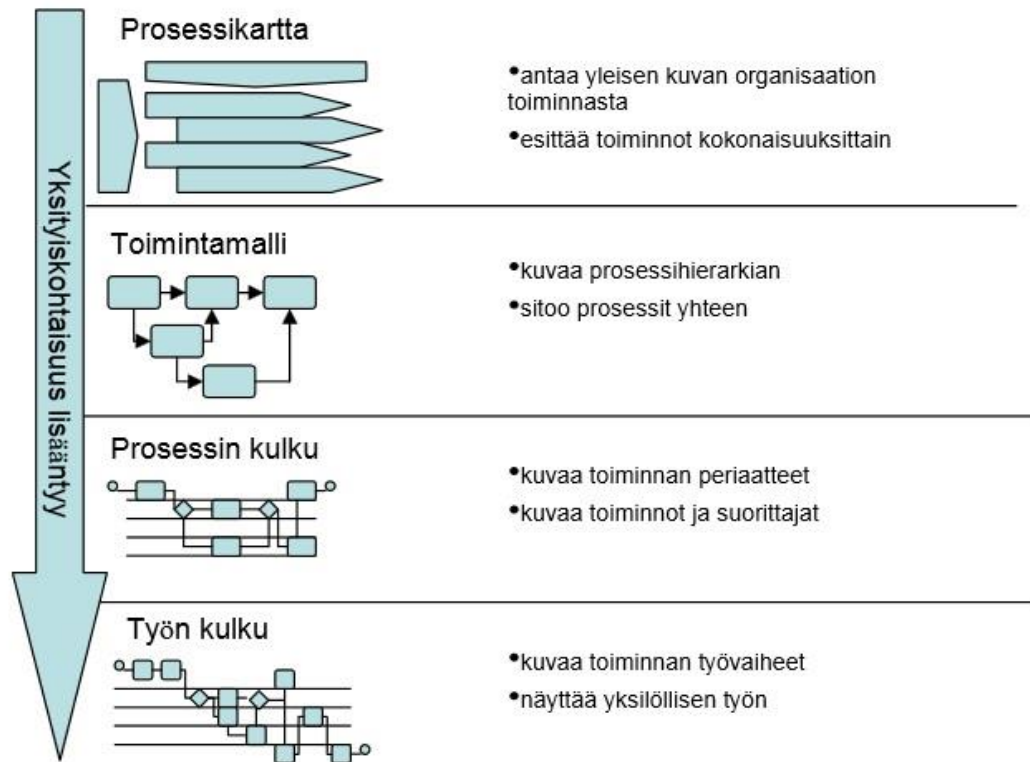 Prosessikartta
•antaa yleisen kuvan organisaation
toiminnasta
•esittää toiminnot kokonaisuuksittain
Yksityiskohtaisuus lisääntyy
Toimintamalli
•kuvaa prosessihierarkian
•sitoo prosessit yhteen
Prosessin kulku
•kuvaa toiminnan periaatteet
•kuvaa toiminnot ja suorittajat
Työn kulku
•kuvaa toiminnan työvaiheet
•näyttää yksilöllisen työn